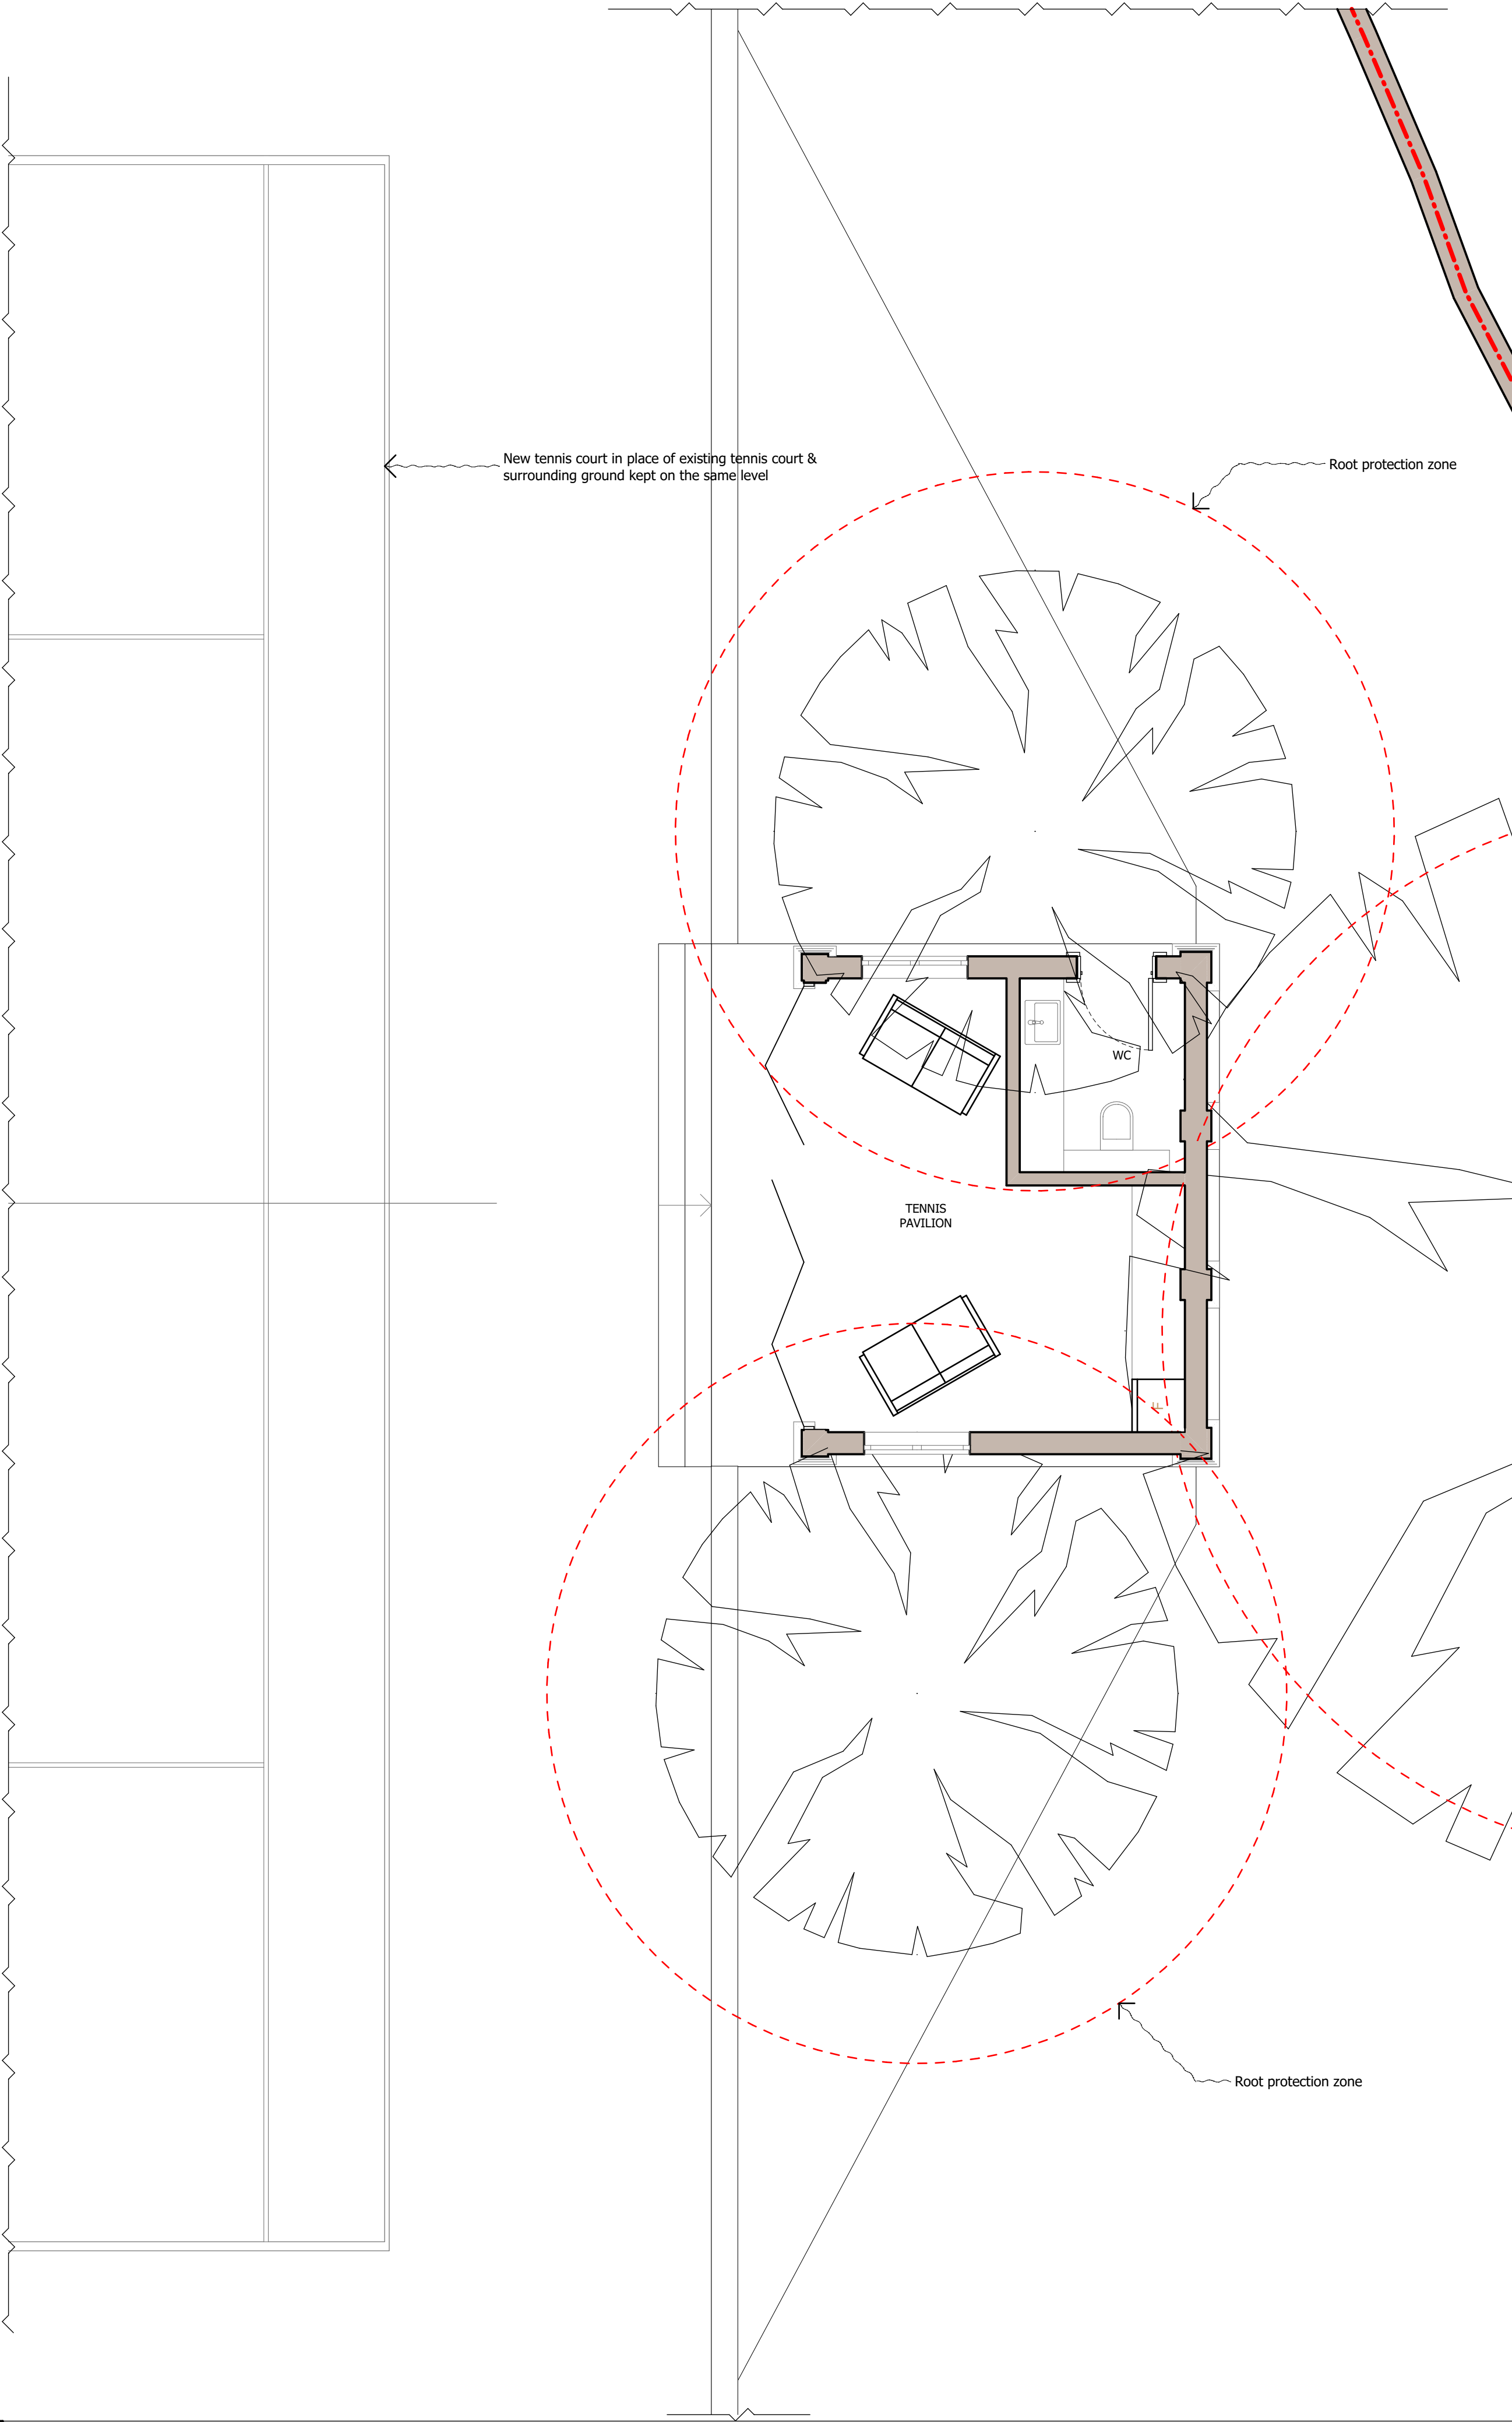 New tennis court in place of existing tennis court &
surrounding ground kept on the same level
Root protection zone
WC
TENNIS
PAVILION
Root protection zone